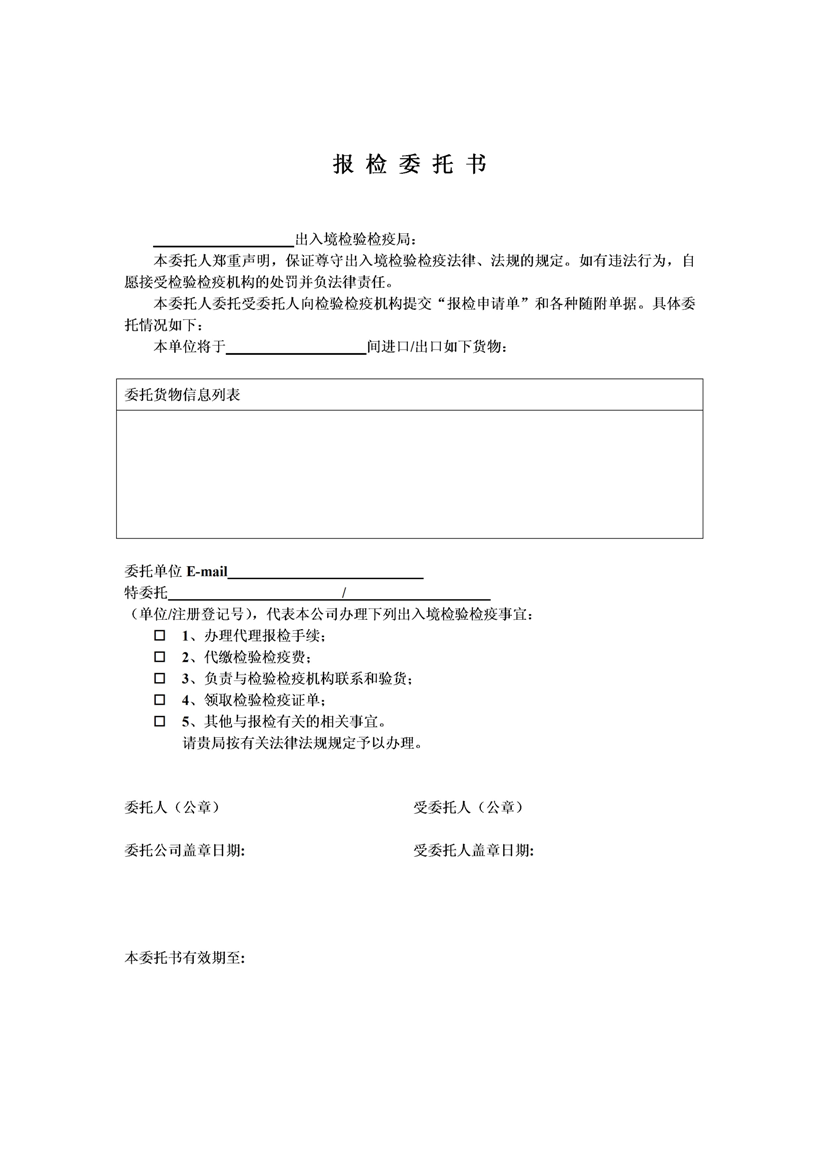 报 检 委 托 书
____________________出入境检验检疫局：
本委托人郑重声明，保证遵守出入境检验检疫法律、法规的规定。如有违法行为，自
愿接受检验检疫机构的处罚并负法律责任。
本委托人委托受委托人向检验检疫机构提交“报检申请单”和各种随附单据。具体委
托情况如下：
本单位将于____________________间进口/出口如下货物：
委托货物信息列表
委托单位 E-mail____________________________
特委托_________________________/_____________________
（单位/注册登记号），代表本公司办理下列出入境检验检疫事宜：
☐ 1、办理代理报检手续；
☐ 2、代缴检验检疫费；
☐ 3、负责与检验检疫机构联系和验货；
☐ 4、领取检验检疫证单；
☐ 5、其他与报检有关的相关事宜。
请贵局按有关法律法规规定予以办理。
委托人（公章） 受委托人（公章）
委托公司盖章日期: 受委托人盖章日期:
本委托书有效期至: